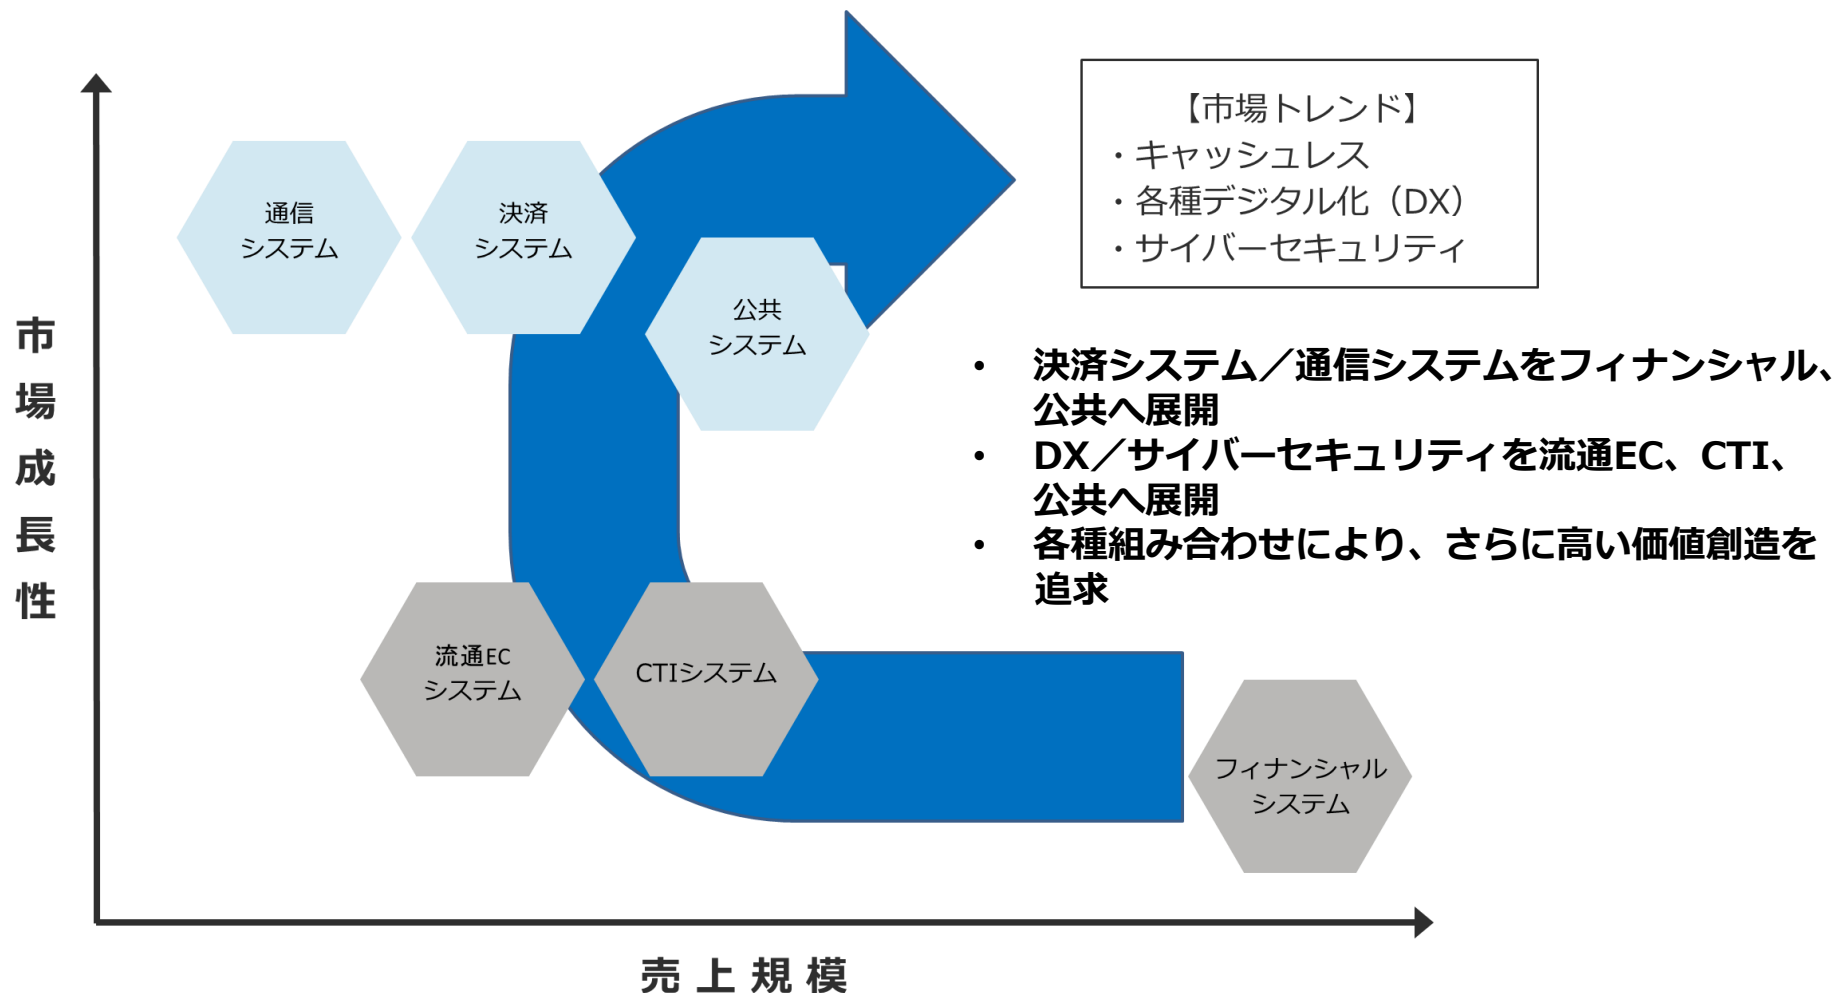 【市場トレンド】
・キャッシュレス
・各種デジタル化（DX）
・サイバーセキュリティ
通信
システム
決済
システム
公共
システム
• 決済システム／通信システムをフィナンシャル、
公共へ展開
• DX／サイバーセキュリティを流通EC、CTI、
公共へ展開
• 各種組み合わせにより、さらに高い価値創造を
追求
市場成長性
流通EC
システム
CTIシステム
フィナンシャル
システム
売上規模